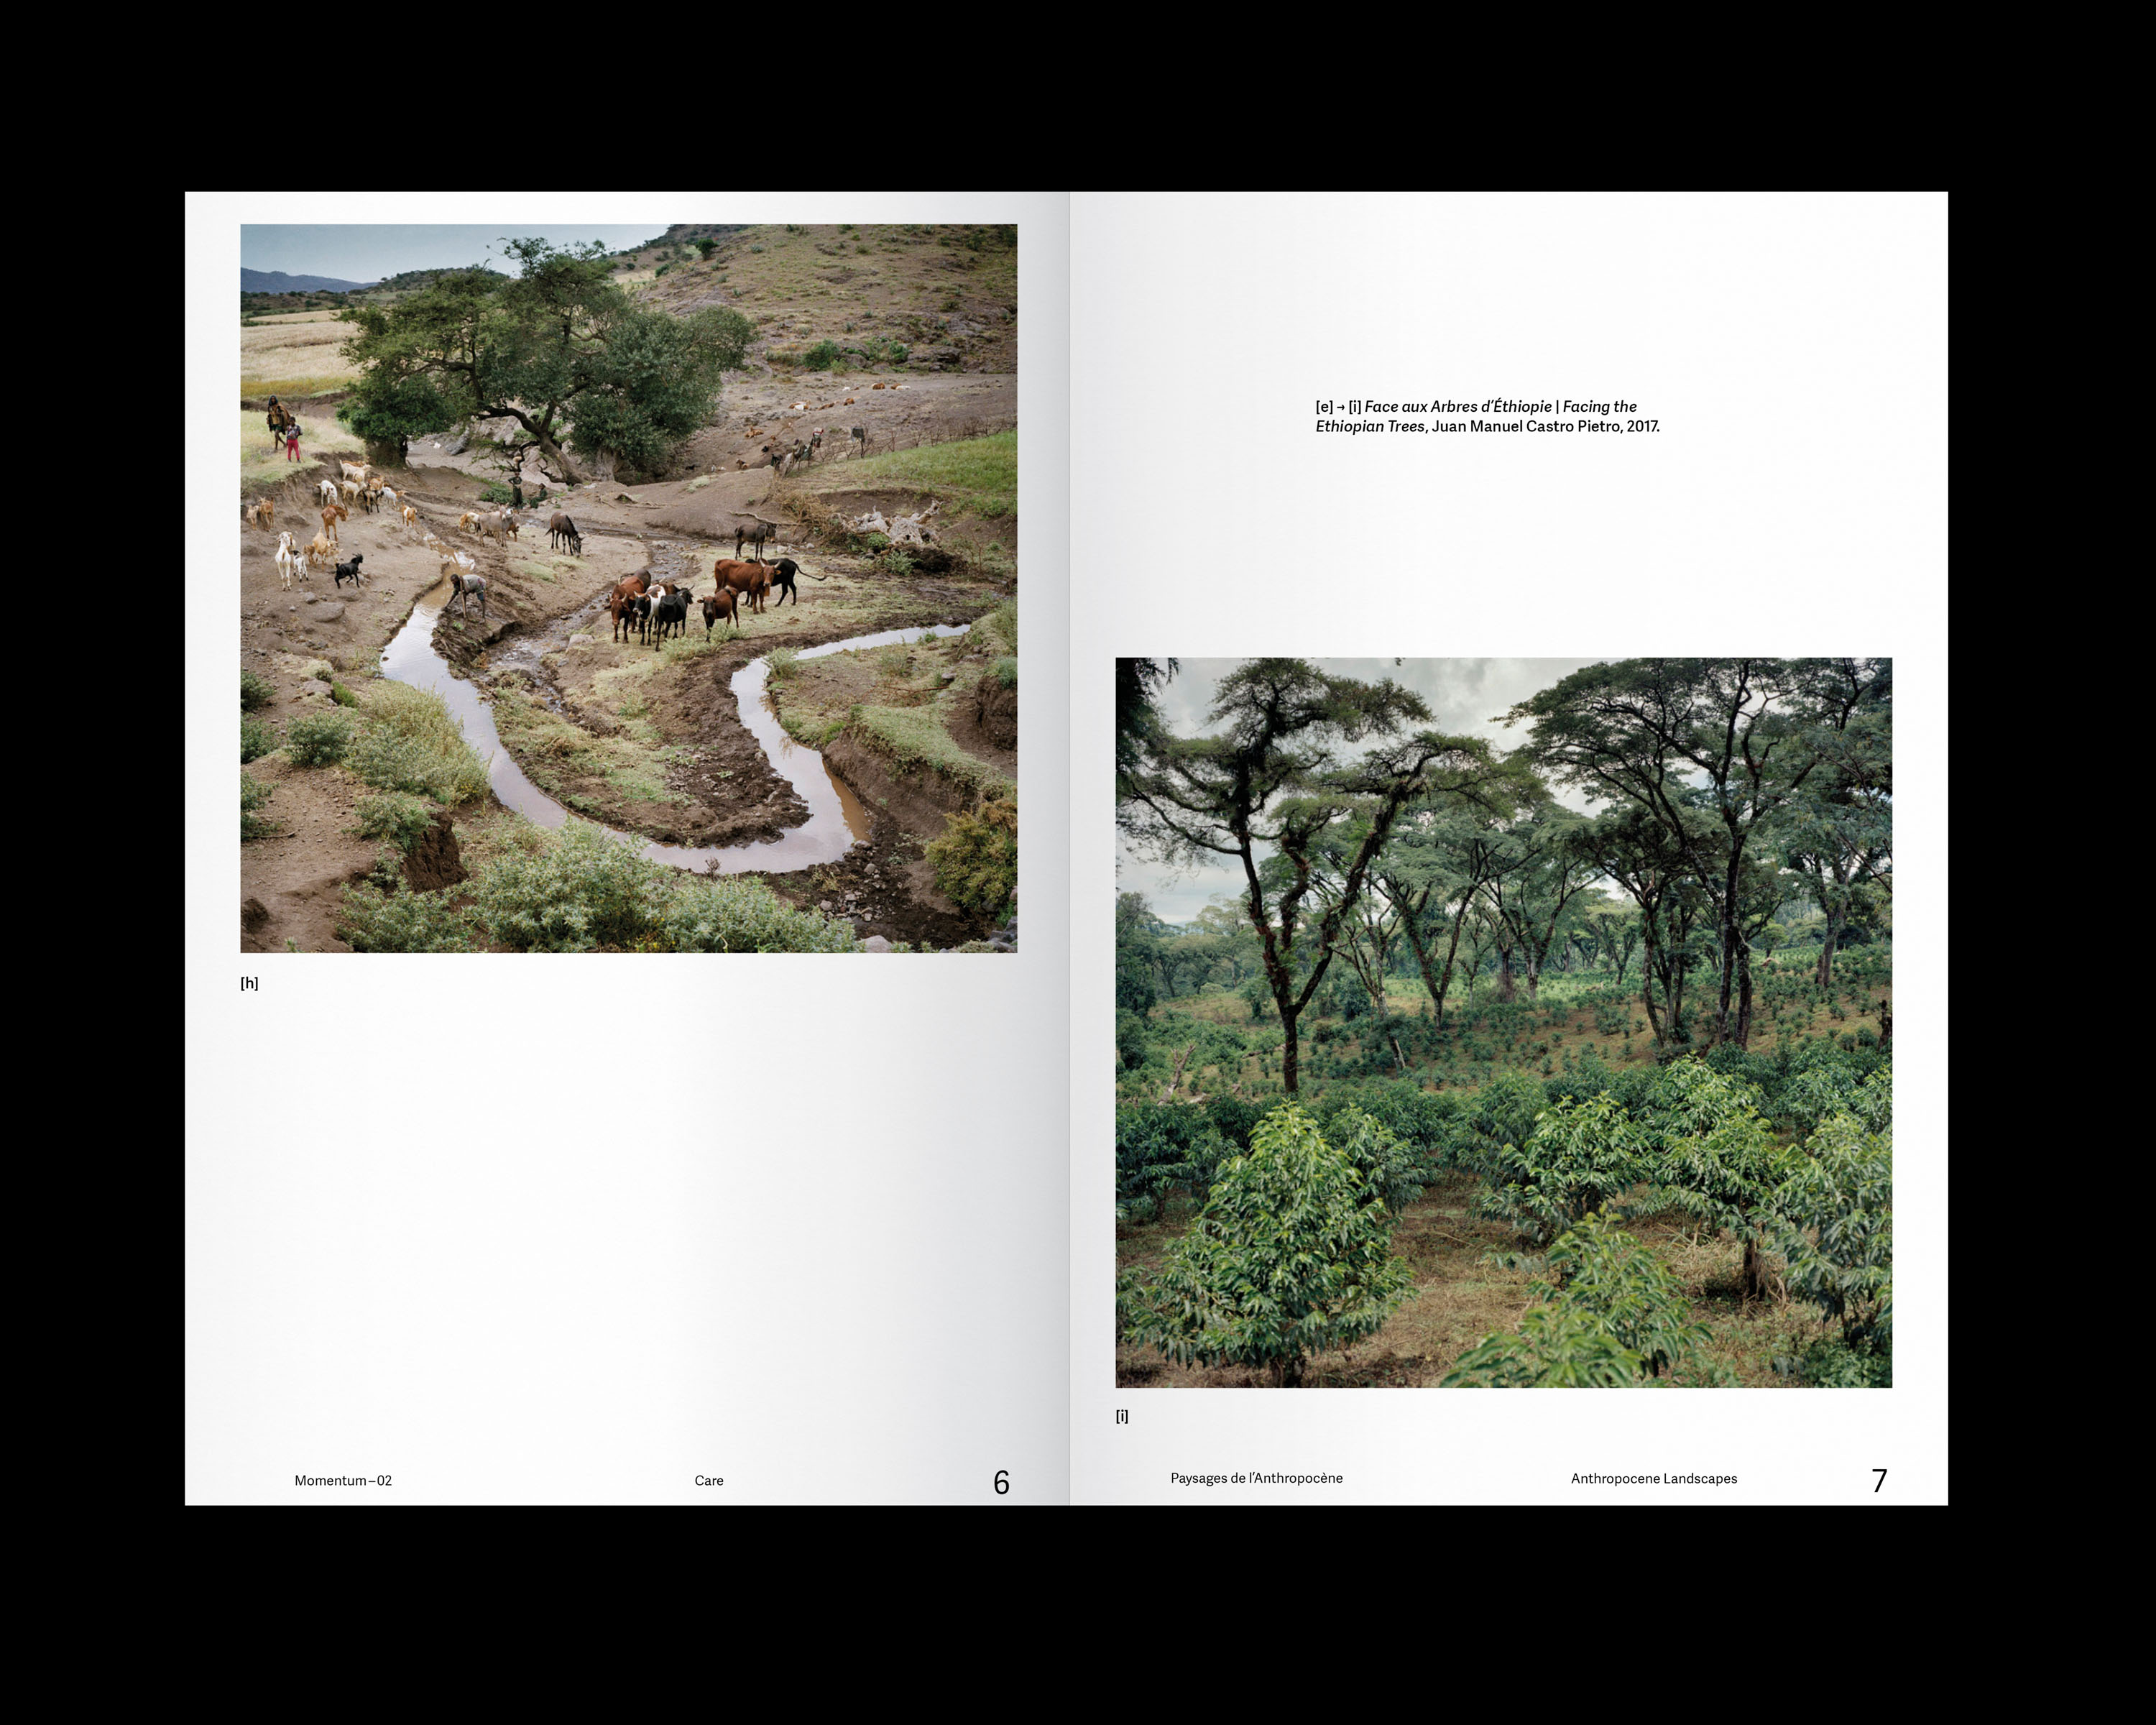 [h]
Momentum–02
Care
6
[e] → [i] Face aux Arbres d’Éthiopie | Facing the
Ethiopian Trees, Juan Manuel Castro Pietro, 2017.
[i]
Paysages de l’Anthropocène
Anthropocene Landscapes
7